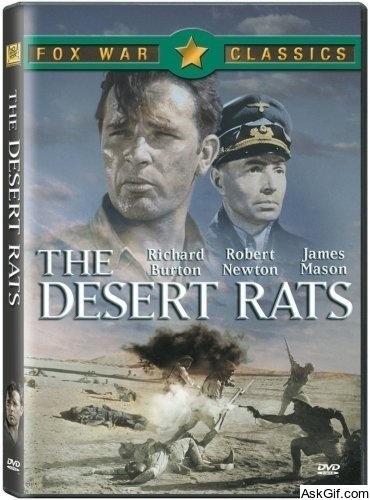 FOX WAR CLASSICS
THE DESERT RATS
Richard Burton
Robert Newton
James Mason
THE
DESERT RATS
DVD
DVD
AskGif.com